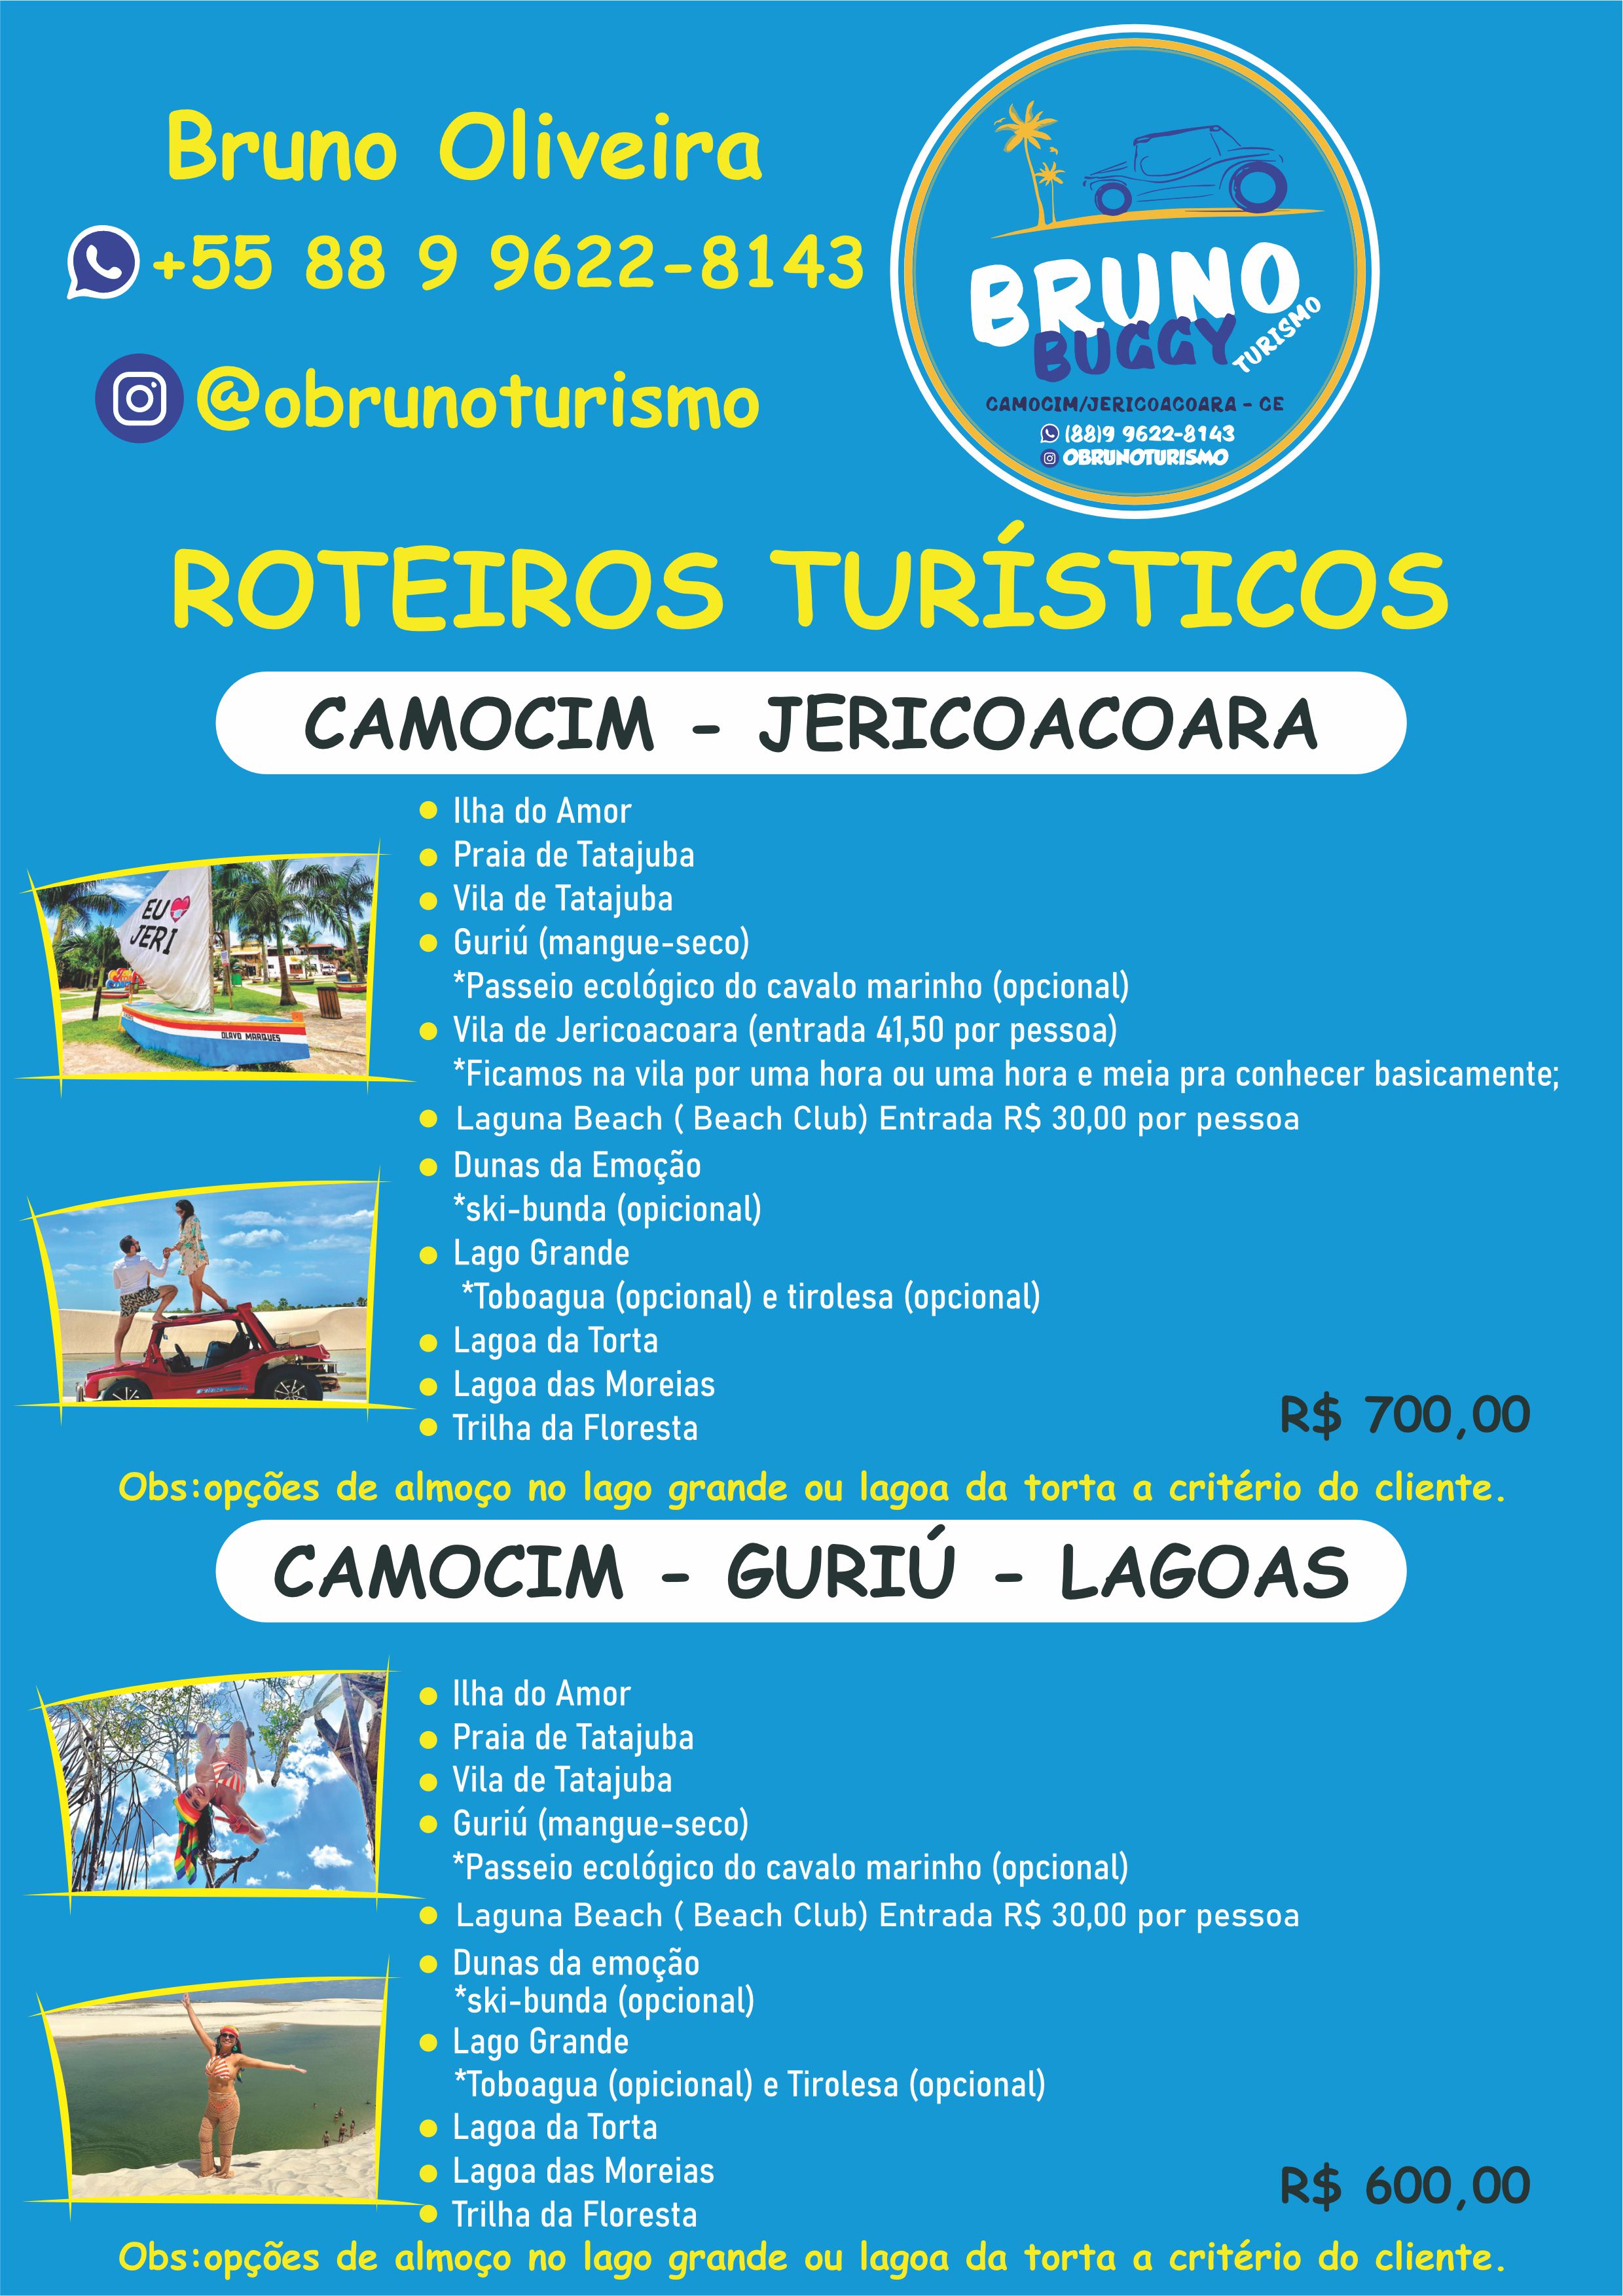 Bruno Oliveira
+55 88 9 9622-8143
@obrunoturismo
BRUNO
BUGGY
TURISMO
CAMOCIM/JERICOACOARA - CE
(88)9 9622-8143
OBRUNOTURISMO
ROTEIROS TURÍSTICOS
CAMOCIM - JERICOACOARA
EU
JERI
OLAVO MARQUES
Ilha do Amor
Praia de Tatajuba
Vila de Tatajuba
Guriú (mangue-seco)
*Passeio ecológico do cavalo marinho (opcional)
Vila de Jericoacoara (entrada 41,50 por pessoa)
*Ficamos na vila por uma hora ou uma hora e meia pra conhecer basicamente;
Laguna Beach ( Beach Club) Entrada R$ 30,00 por pessoa
Dunas da Emoção
*ski-bunda (opicional)
Lago Grande
*Toboagua (opcional) e tirolesa (opcional)
Lagoa da Torta
Lagoa das Moreias
Trilha da Floresta
R$ 700,00
Obs:opções de almoço no lago grande ou lagoa da torta a critério do cliente.
CAMOCIM - GURIÚ - LAGOAS
Ilha do Amor
Praia de Tatajuba
Vila de Tatajuba
Guriú (mangue-seco)
*Passeio ecológico do cavalo marinho (opcional)
Laguna Beach ( Beach Club) Entrada R$ 30,00 por pessoa
Dunas da emoção
*ski-bunda (opcional)
Lago Grande
*Toboagua (opicional) e Tirolesa (opcional)
Lagoa da Torta
Lagoa das Moreias
Trilha da Floresta
R$ 600,00
Obs:opções de almoço no lago grande ou lagoa da torta a critério do cliente.